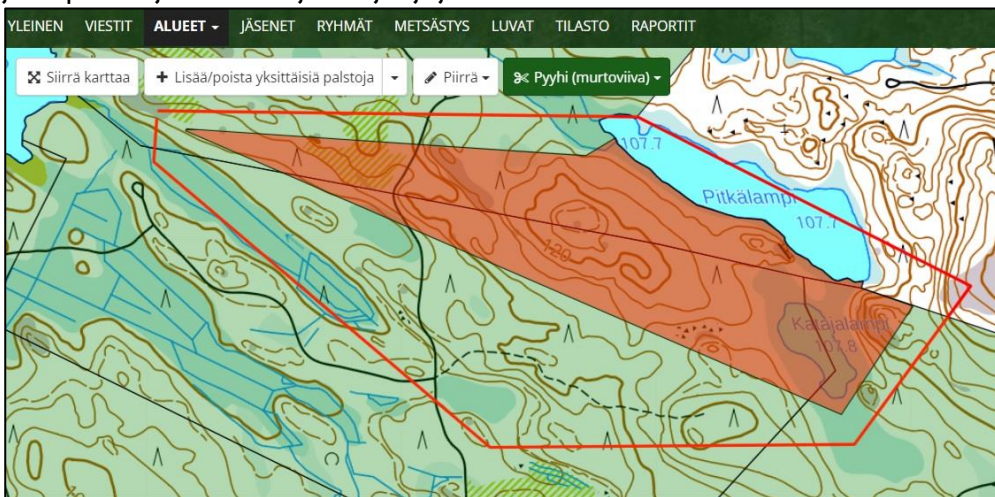 YLEINEN VIESTIT ALUEET JÄSENET RYHMÄT METSÄSTYS LUVAT TILASTO RAPORTIT
Siirrä karttaa + Lisää/poista yksittäisiä palstoja Piirrä Pyyhi (murtoviiva)
107.7
Pitkälampi
107.7
120
Katajalampi
107.8